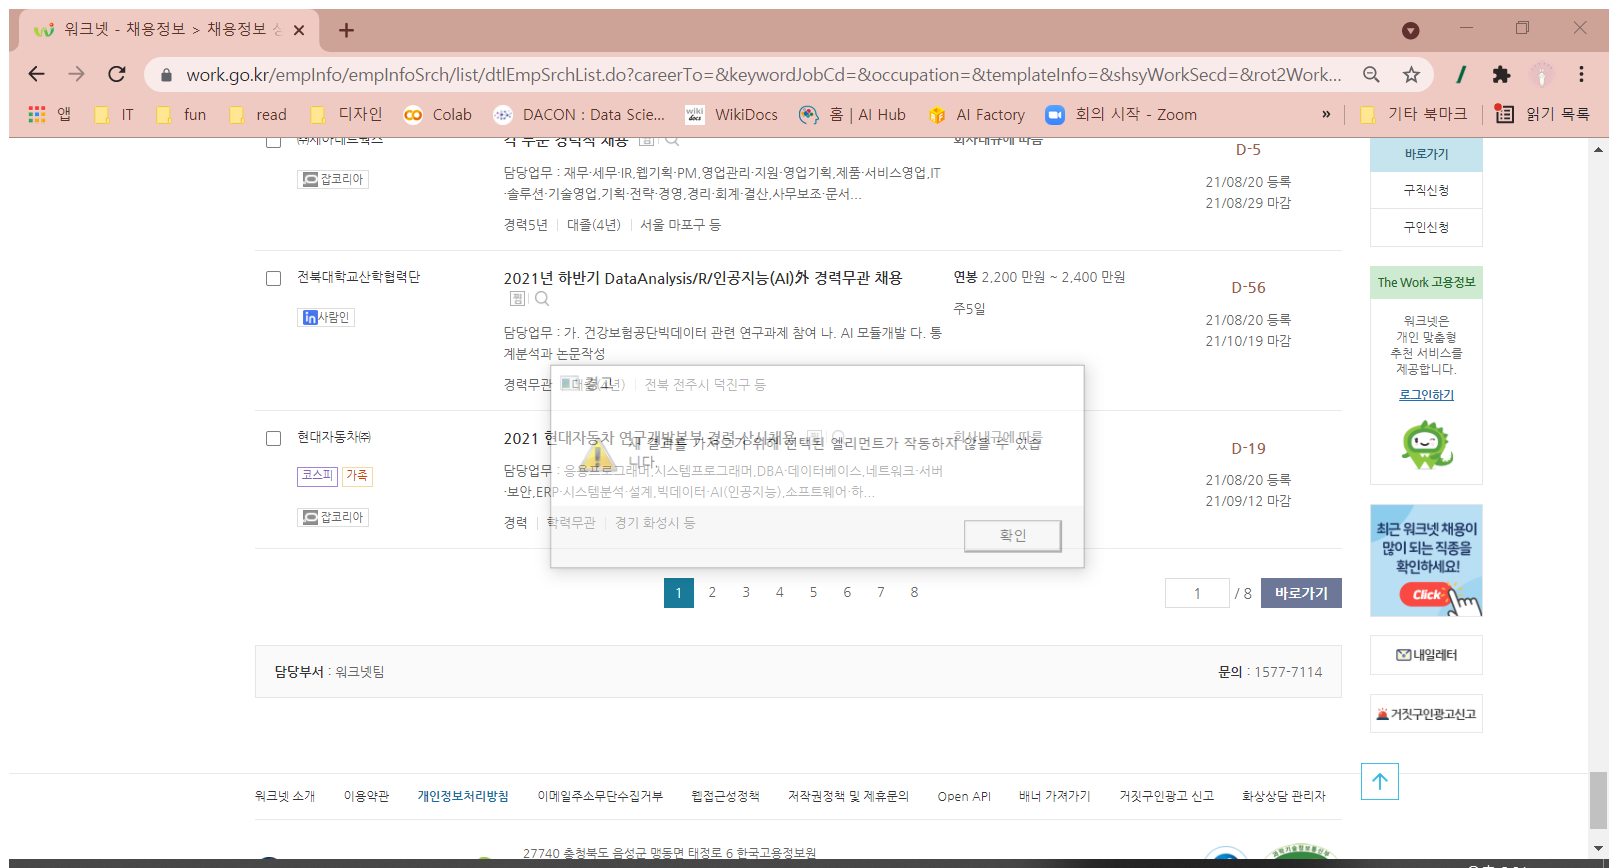 워크넷 - 채용정보 > 채용정보 상
work.go.kr/empInfo/empInfoSrch/list/dtlEmpSrchList.do?careerTo=&keywordJobCd=&occupation=&templateInfo=&shsyWorkSecd=&rot2Work...
앱 IT fun read 디자인 Colab DACON : Data Scie... WikiDocs 홈 | AI Hub AI Factory 회의 시작 - Zoom » 기타 북마크 읽기 목록
각 부문 경력직 채용 찜
회사내규에 따름
D-5
잡코리아
담당업무 : 재무·세무·IR,웹기획·PM,영업관리·지원·영업기획,제품·서비스영업,IT
·솔루션·기술영업,기획·전략·경영,경리·회계·결산,사무보조·문서...
21/08/20 등록
21/08/29 마감
경력5년 대졸(4년) 서울 마포구 등
전북대학교산학협력단
2021년 하반기 DataAnalysis/R/인공지능(AI)外 경력무관 채용
찜
연봉 2,200 만원 ~ 2,400 만원
주5일
D-56
in사람인
담당업무 : 가. 건강보험공단빅데이터 관련 연구과제 참여 나. AI 모듈개발 다. 통
계분석과 논문작성
21/08/20 등록
21/10/19 마감
경력무관 대졸(4년) 전북 전주시 덕진구 등
현대자동차㈜
2021 현대자동차 연구개발본부 경력 상시채용 찜
회사내규에 따름
D-19
코스피 가족
담당업무 : 응용프로그래머,시스템프로그래머,DBA·데이터베이스,네트워크·서버
·보안,ERP·시스템분석·설계,빅데이터·AI(인공지능),소프트웨어·하...
21/08/20 등록
21/09/12 마감
잡코리아
경력 학력무관 경기 화성시 등
경고
새 결과를 가져오기 위해 선택된 엘리먼트가 작동하지 않을 수 있습
니다.
확인
1 2 3 4 5 6 7 8
1 / 8 바로가기
담당부서 : 워크넷팀
문의 : 1577-7114
바로가기
구직신청
구인신청
The Work 고용정보
워크넷은
개인 맞춤형
추천 서비스를
제공합니다.
로그인하기
최근 워크넷 채용이
많이 되는 직종을
확인하세요!
Click
내일레터
거짓구인광고신고
워크넷 소개 이용약관 개인정보처리방침 이메일주소무단수집거부 웹접근성정책 저작권정책 및 제휴문의 Open API 배너 가져가기 거짓구인광고 신고 화상상담 관리자
27740 충청북도 음성군 맹동면 태정로 6 한국고용정보원